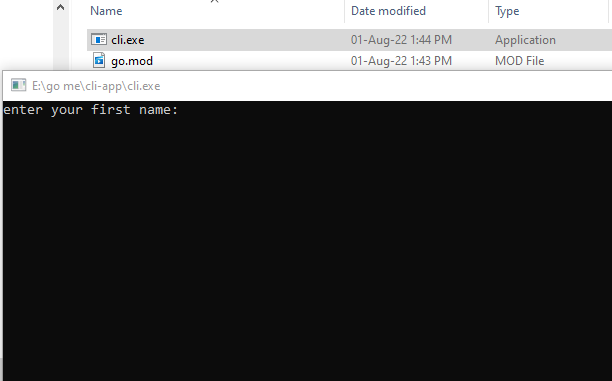 Name Date modified Type
cli.exe 01-Aug-22 1:44 PM Application
go.mod 01-Aug-22 1:43 PM MOD File
E:\go me\cli-app\cli.exe
enter your first name: